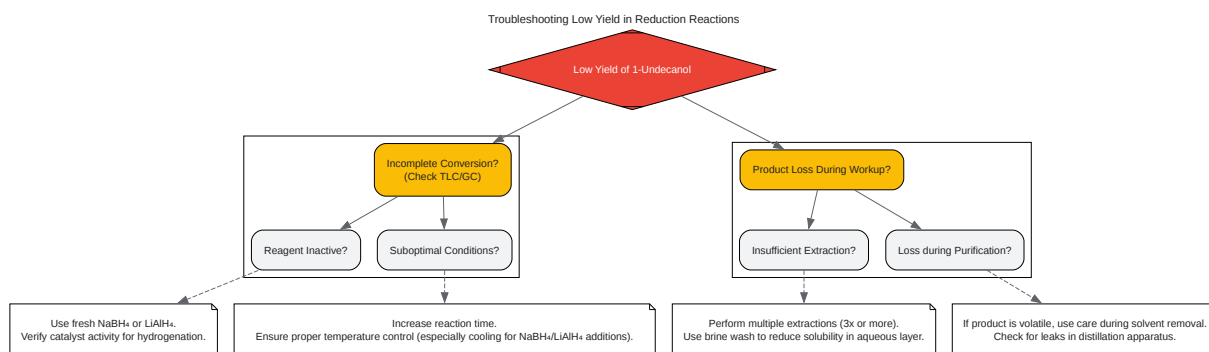 Troubleshooting Low Yield in Reduction Reactions
Low Yield of 1-Undecanol
Incomplete Conversion?
(Check TLC/GC)
Product Loss During Workup?
Reagent Inactive?
Suboptimal Conditions?
Insufficient Extraction?
Loss during Purification?
Use fresh NaBH₄ or LiAlH₄.
Verify catalyst activity for hydrogenation.
Increase reaction time.
Ensure proper temperature control (especially cooling for NaBH₄/LiAlH₄ additions).
Perform multiple extractions (3x or more).
Use brine wash to reduce solubility in aqueous layer.
If product is volatile, use care during solvent removal.
Check for leaks in distillation apparatus.